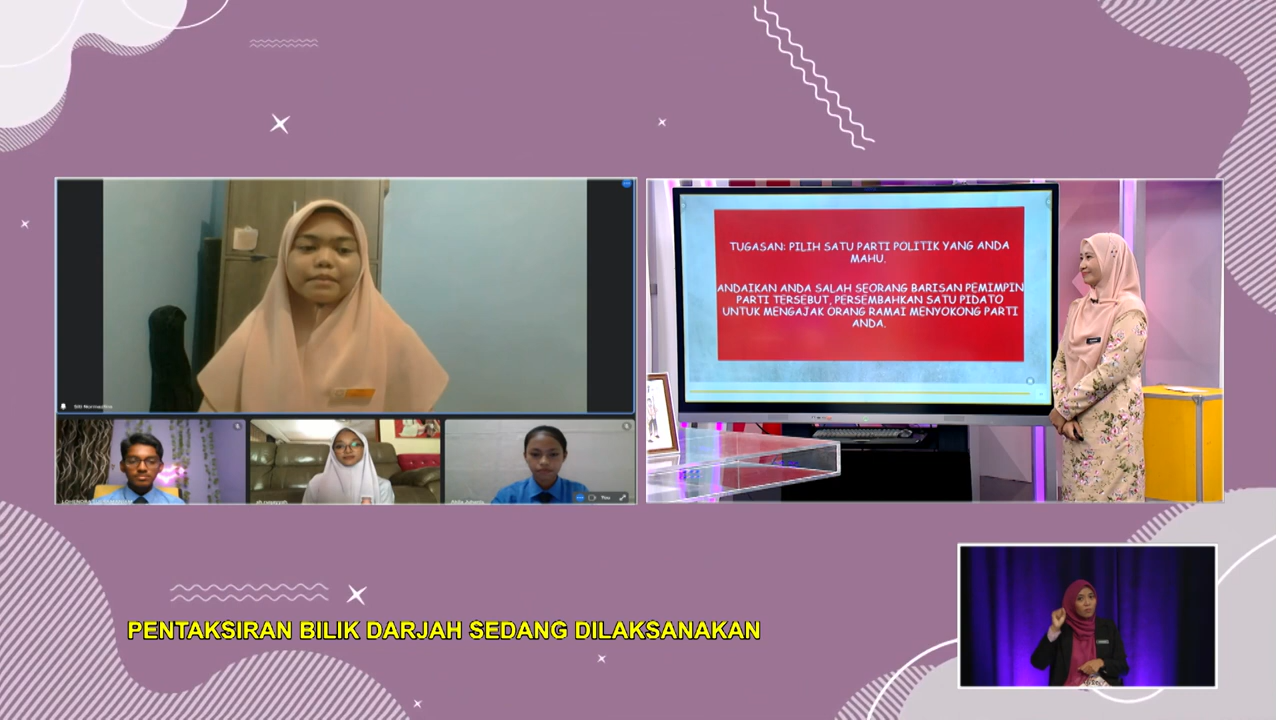 TUGASAN: PILIH SATU PARTI POLITIK YANG ANDA
MAHU.
ANDAIKAN ANDA SALAH SEORANG BARISAN PEMIMPIN
PARTI TERSEBUT, PERSEMBAHKAN SATU PIDATO
UNTUK MENGAJAK ORANG RAMAI MENYOKONG PARTI
ANDA.
You
PENTAKSIRAN BILIK DARJAH SEDANG DILAKSANAKAN